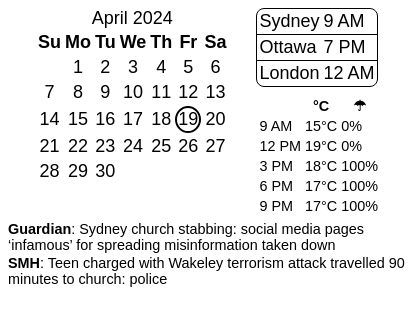 April 2024
Su Mo Tu We Th Fr Sa
1 2 3 4 5 6
7 8 9 10 11 12 13
14 15 16 17 18 19 20
21 22 23 24 25 26 27
28 29 30
Sydney 9 AM
Ottawa 7 PM
London 12 AM
°C ☂
9 AM 15°C 0%
12 PM 19°C 0%
3 PM 18°C 100%
6 PM 17°C 100%
9 PM 17°C 100%
Guardian: Sydney church stabbing: social media pages
‘infamous’ for spreading misinformation taken down
SMH: Teen charged with Wakeley terrorism attack travelled 90
minutes to church: police